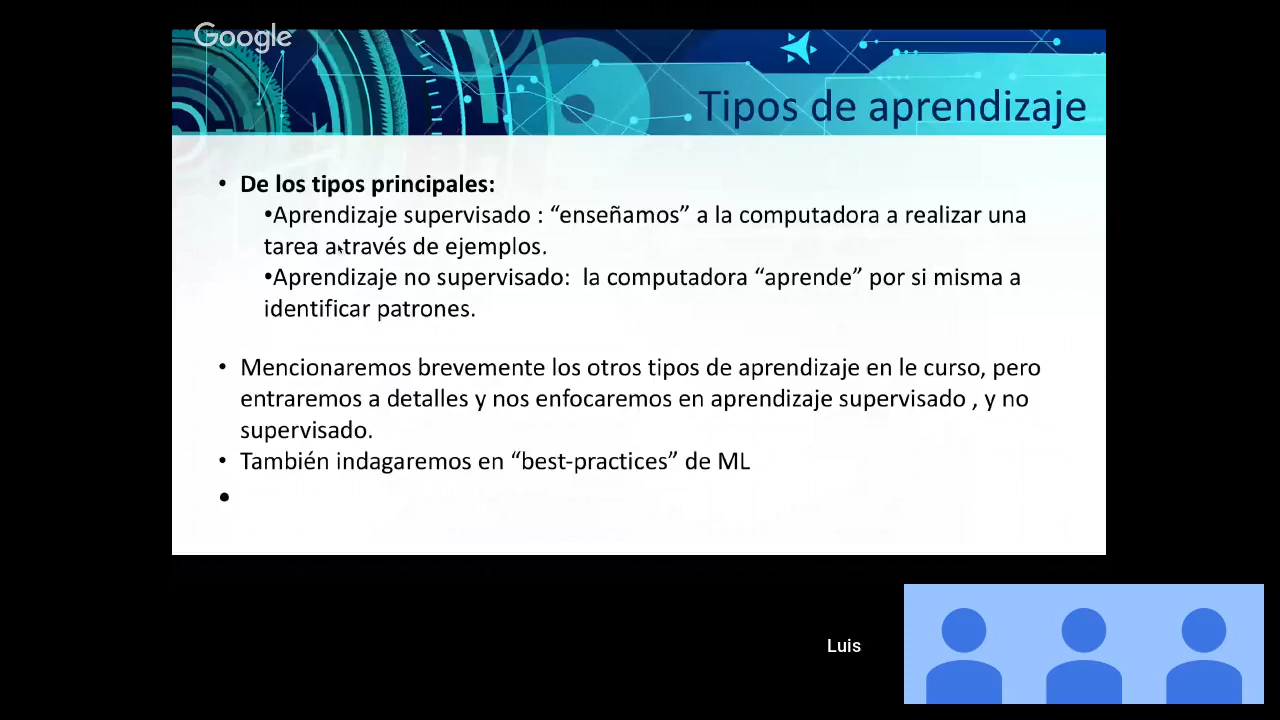 Google
Tipos de aprendizaje
• De los tipos principales:
•Aprendizaje supervisado : “enseñamos” a la computadora a realizar una
tarea a través de ejemplos.
•Aprendizaje no supervisado:  la computadora “aprende” por si misma a
identificar patrones.
• Mencionaremos brevemente los otros tipos de aprendizaje en le curso, pero
entraremos a detalles y nos enfocaremos en aprendizaje supervisado , y no
supervisado.
• También indagaremos en “best-practices” de ML
•
Luis